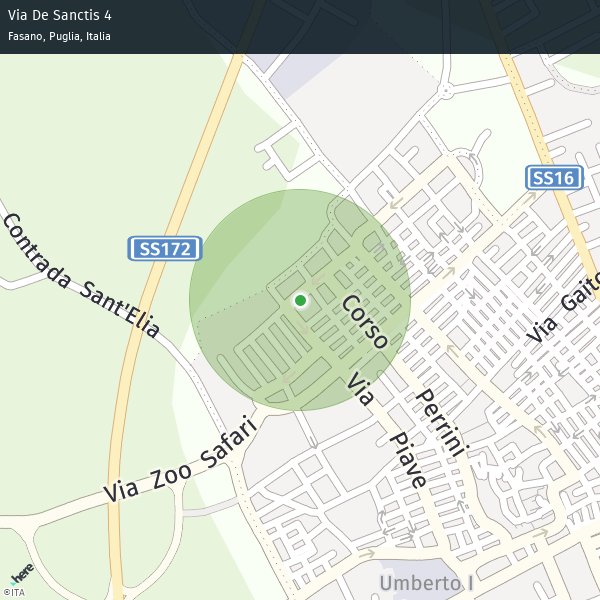 Via De Sanctis 4
Fasano, Puglia, Italia
SS16
Contrada Sant'Elia
SS172
Via Gaito
Corso Perrini
Via Piave
Via Zoo Safari
Umberto I
here
©ITA